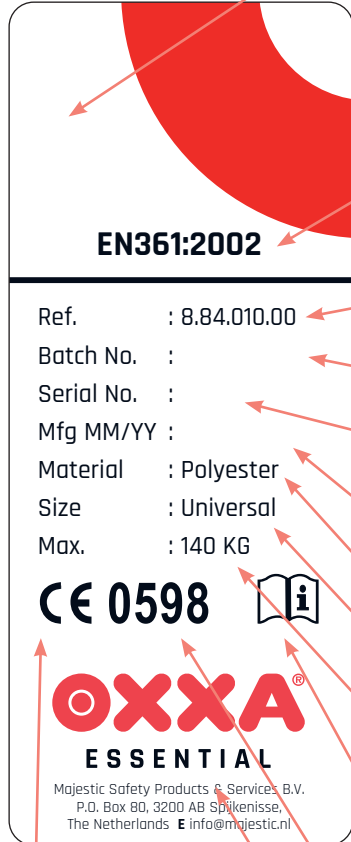 EN361:2002
Ref. : 8.84.010.00
Batch No. :
Serial No. :
Mfg MM/YY :
Material : Polyester
Size : Universal
Max. : 140 KG
CE 0598 i
OXXA®
ESSENTIAL
Majestic Safety Products & Services B.V.
P.O. Box 80, 3200 AB Spijkenisse,
The Netherlands E info@majestic.nl